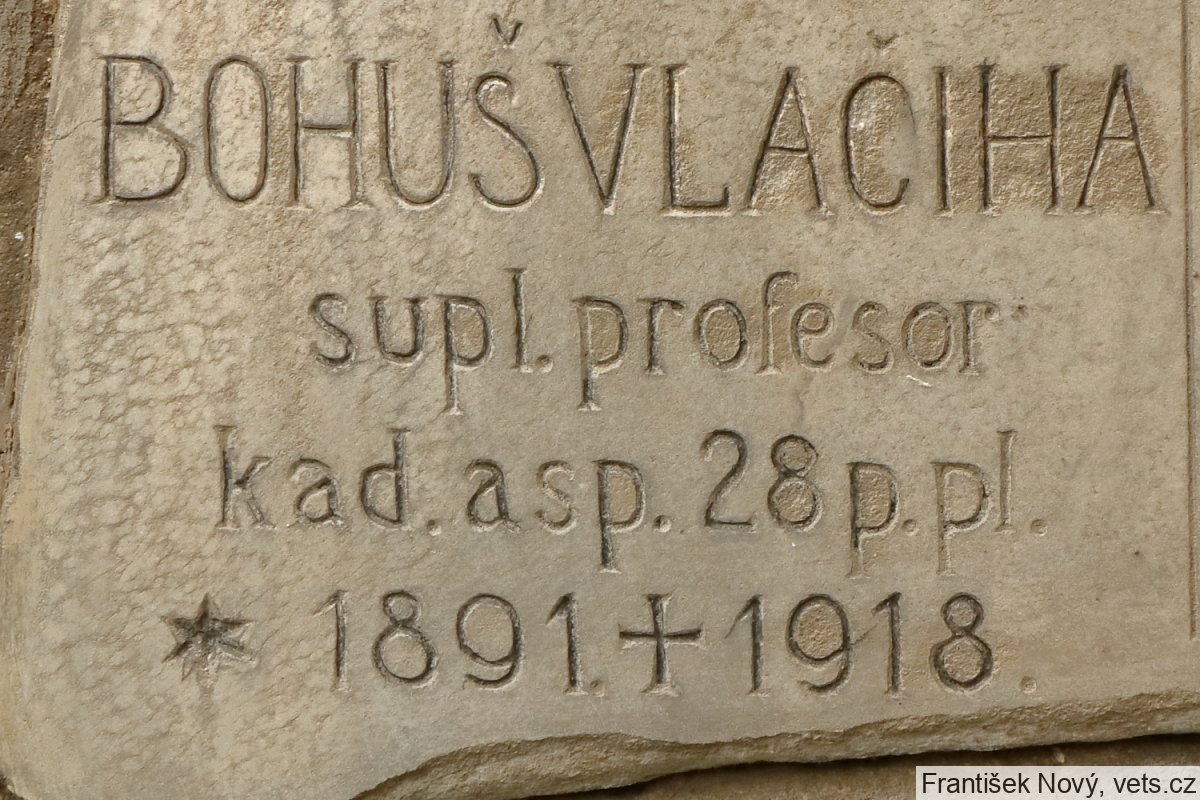 BOHUŠ VLAČIHA
supl. profesor
kad. asp. 28 p. pl.
* 1891. + 1918.
František Nový, vets.cz